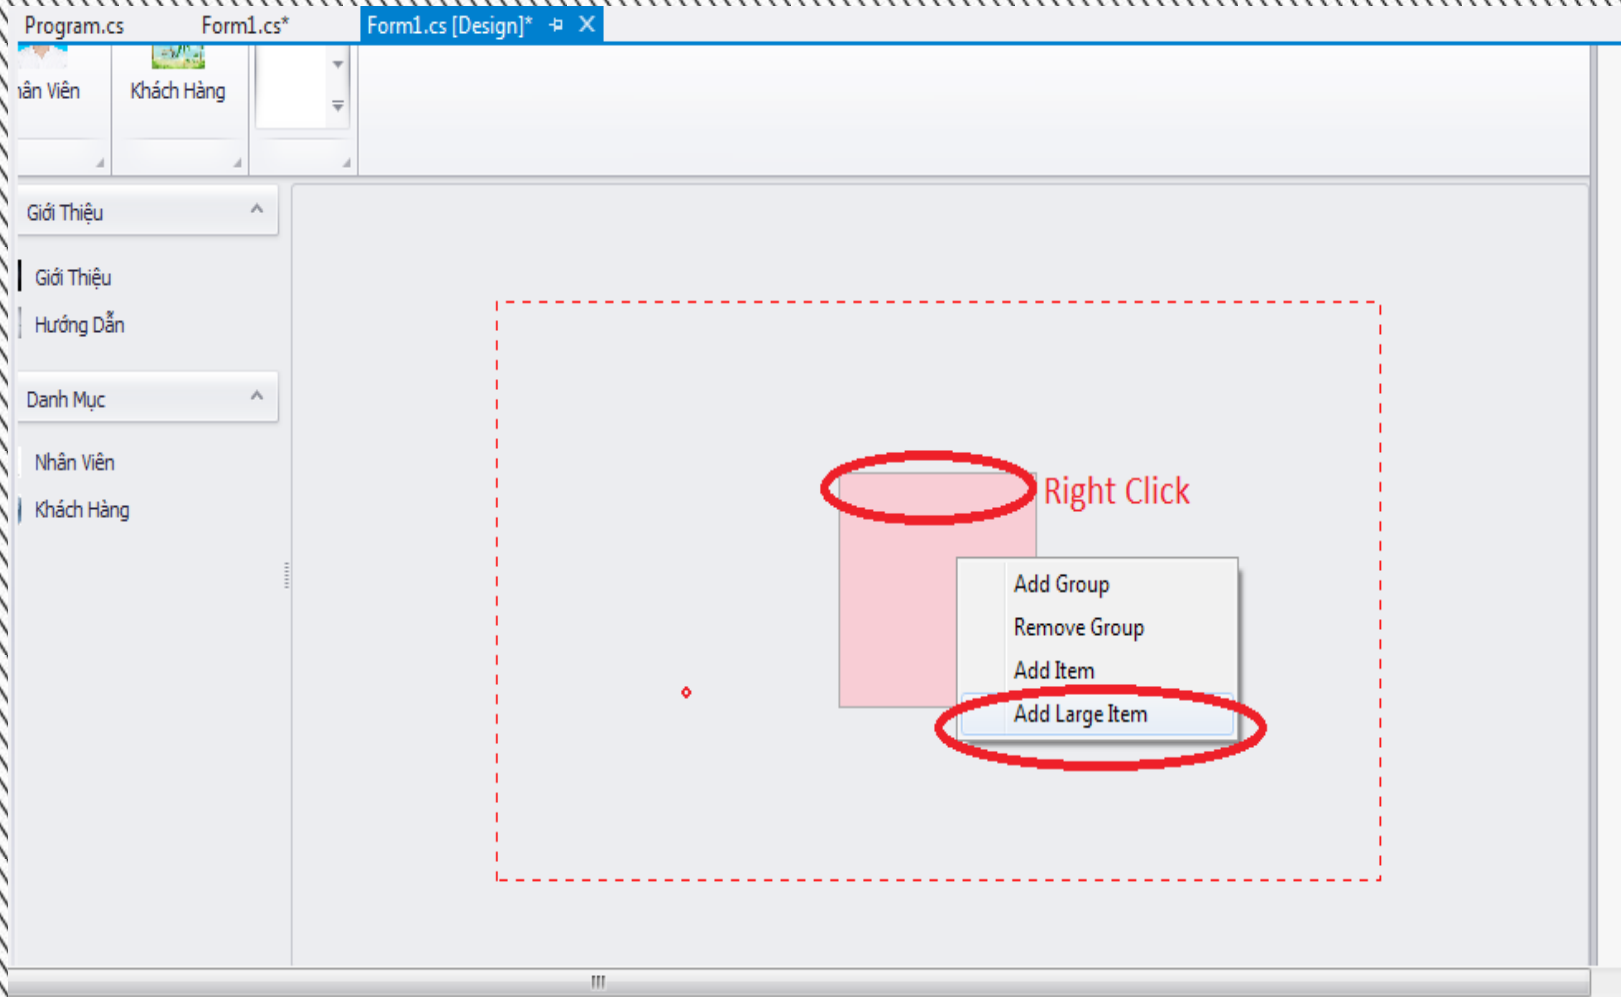 Program.cs Form1.cs* Form1.cs [Design]*
Viên Khách Hàng
Giới Thiệu
Giới Thiệu
Hướng Dẫn
Danh Mục
Nhân Viên
Khách Hàng
Right Click
Add Group
Remove Group
Add Item
Add Large Item